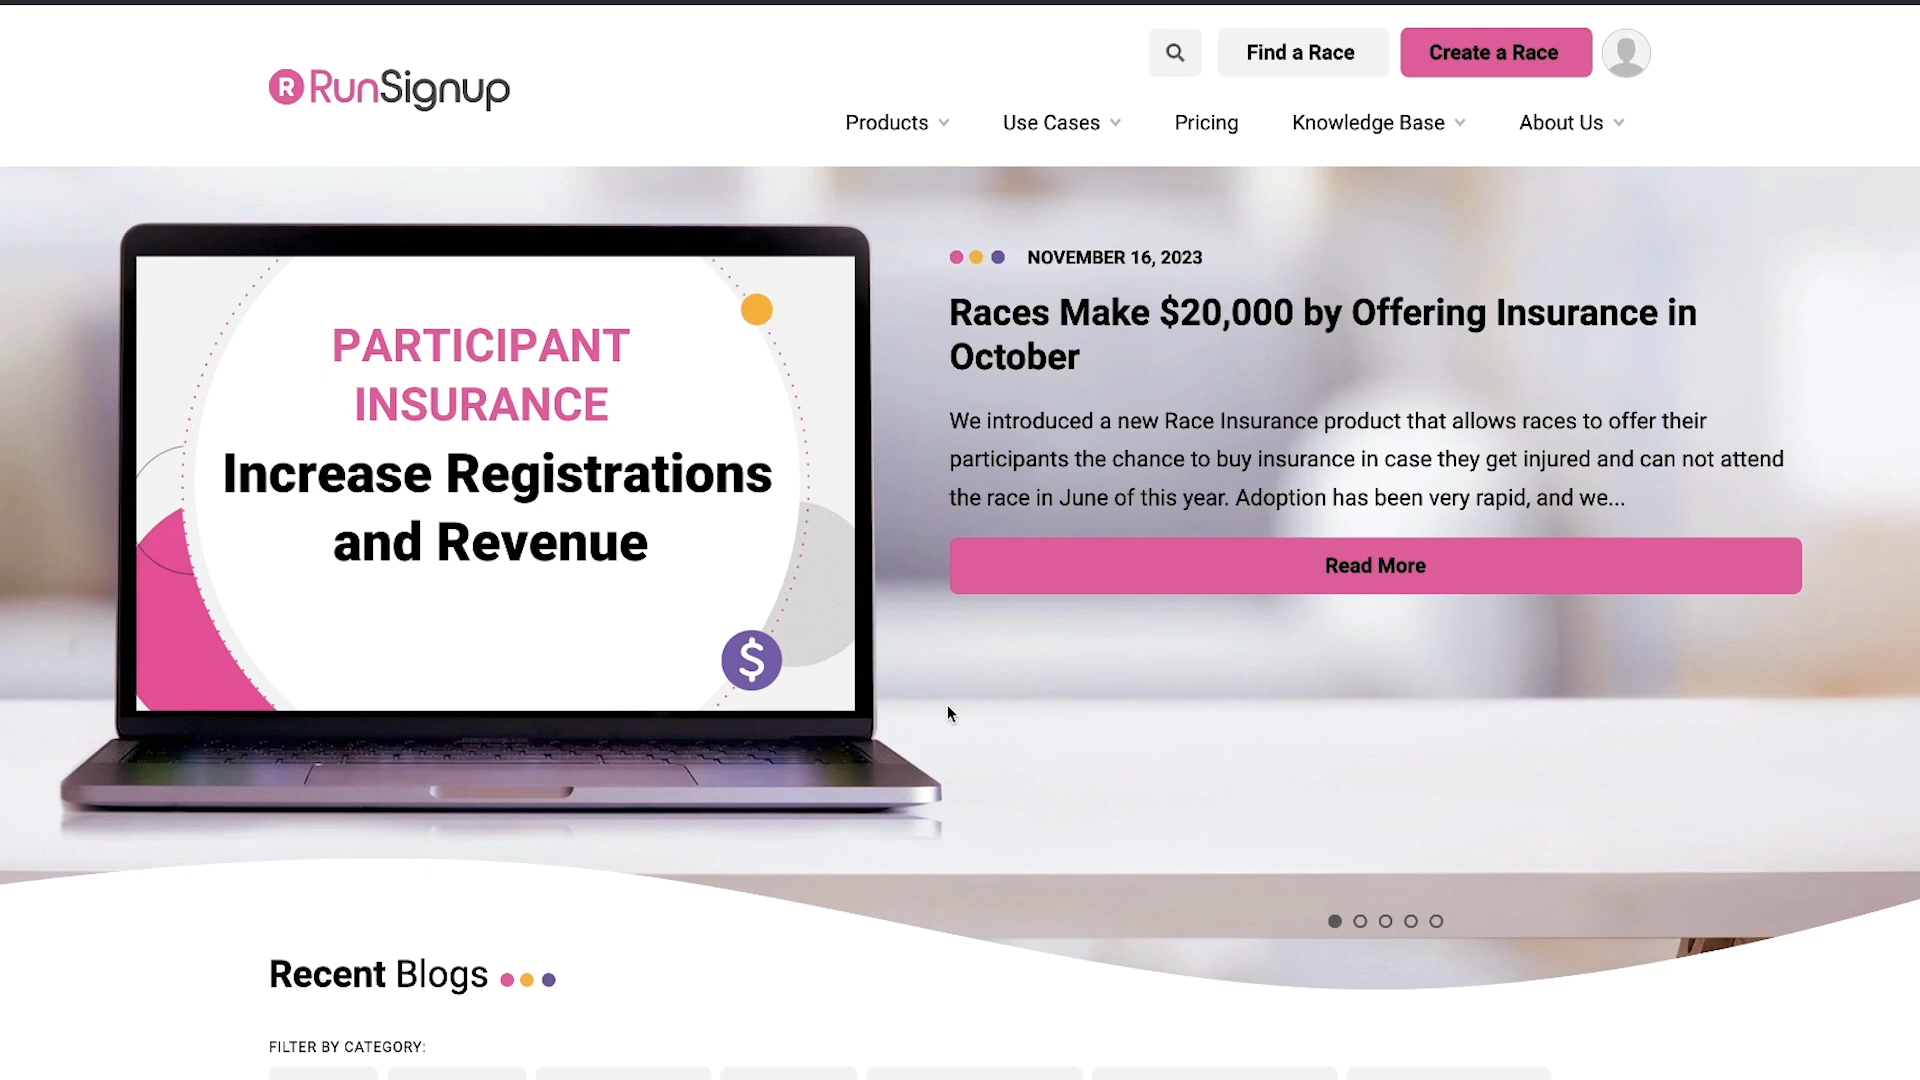 Find a Race
Create a Race
R RunSignup
Products
Use Cases
Pricing
Knowledge Base
About Us
PARTICIPANT
INSURANCE
Increase Registrations
and Revenue
$
NOVEMBER 16, 2023
Races Make $20,000 by Offering Insurance in
October
We introduced a new Race Insurance product that allows races to offer their
participants the chance to buy insurance in case they get injured and can not attend
the race in June of this year. Adoption has been very rapid, and we...
Read More
Recent Blogs
FILTER BY CATEGORY: